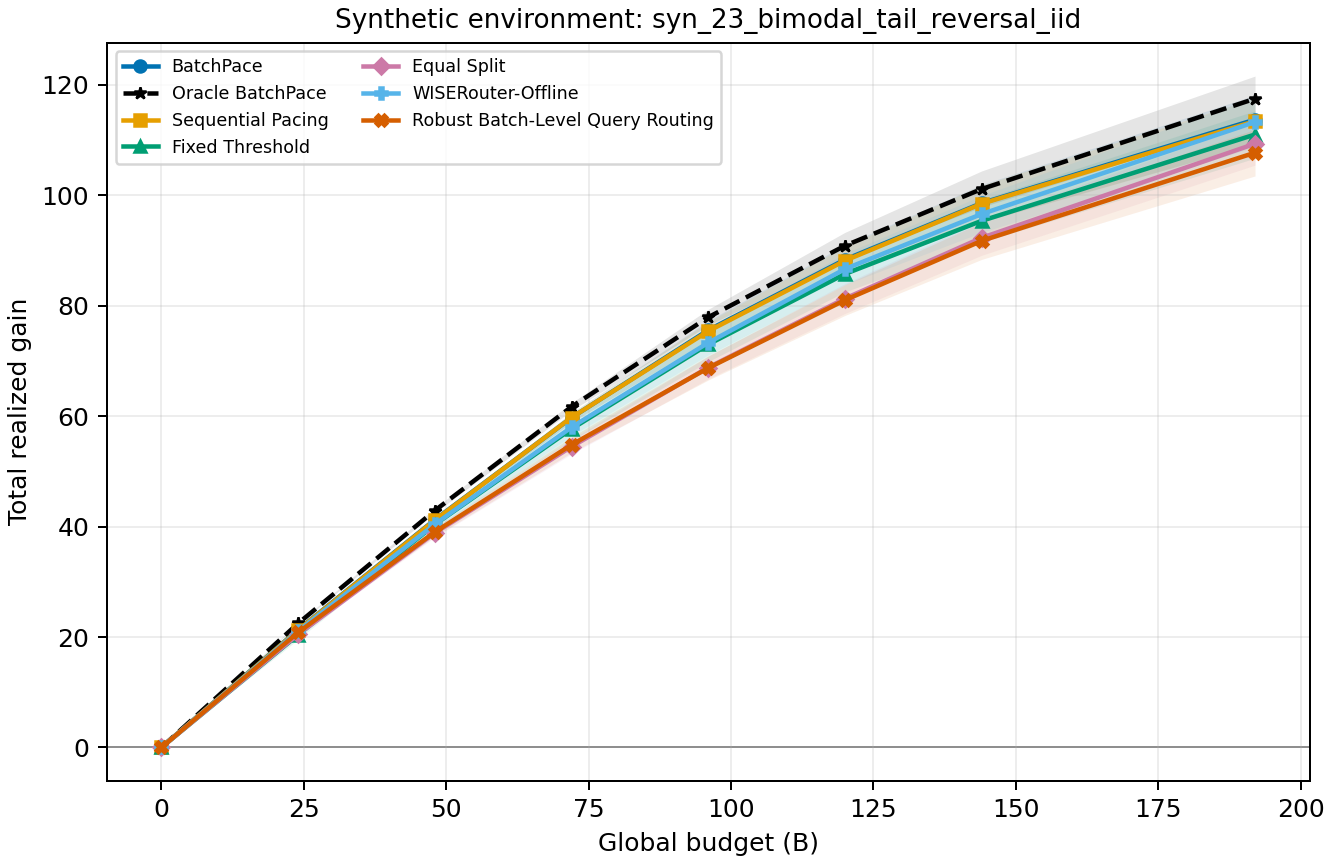 Synthetic environment: syn_23_bimodal_tail_reversal_iid
BatchPace
Oracle BatchPace
Sequential Pacing
Fixed Threshold
Equal Split
WISERouter-Offline
Robust Batch-Level Query Routing
Total realized gain
120
100
80
60
40
20
0
0 25 50 75 100 125 150 175 200
Global budget (B)